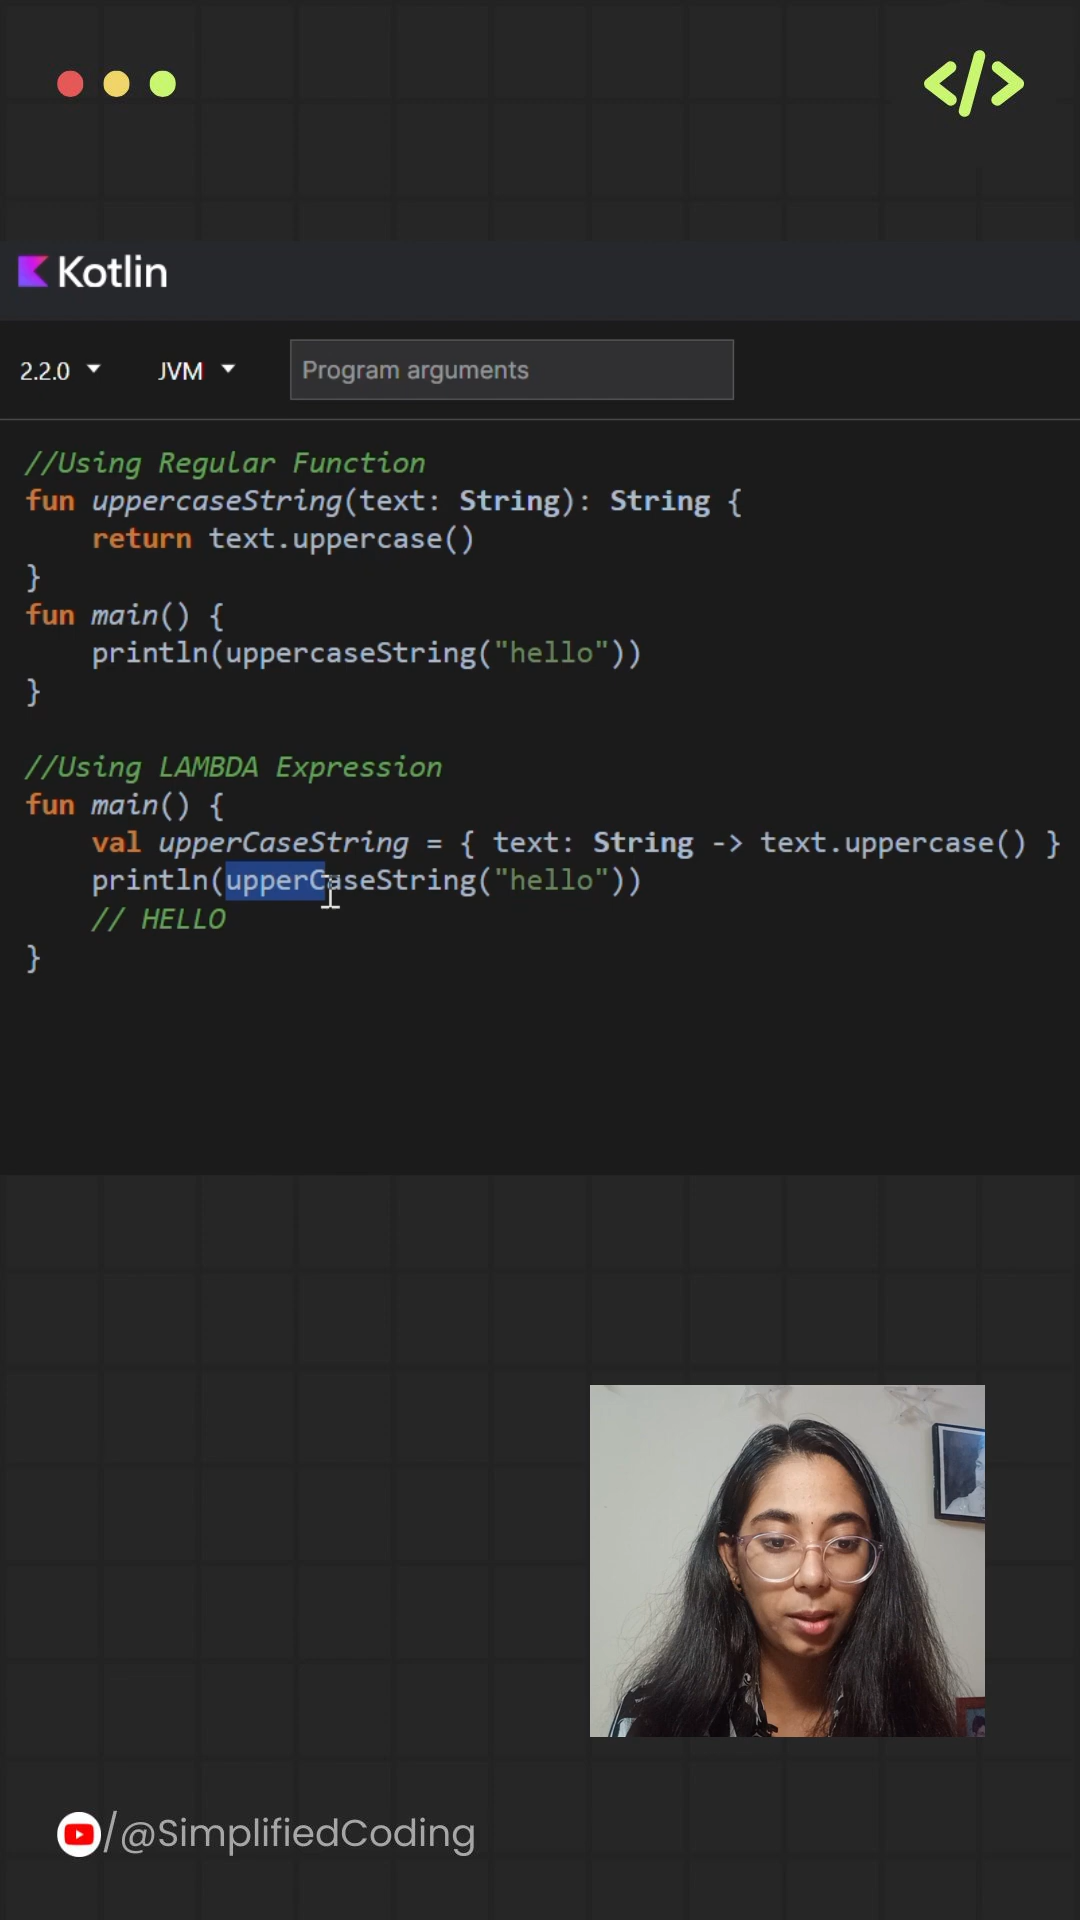 </>
Kotlin
2.2.0 JVM Program arguments
//Using Regular Function
fun uppercaseString(text: String): String {
    return text.uppercase()
}
fun main() {
    println(uppercaseString("hello"))
}
//Using LAMBDA Expression
fun main() {
    val upperCaseString = { text: String -> text.uppercase() }
    println(upperCaseString("hello"))
    // HELLO
}
/@SimplifiedCoding